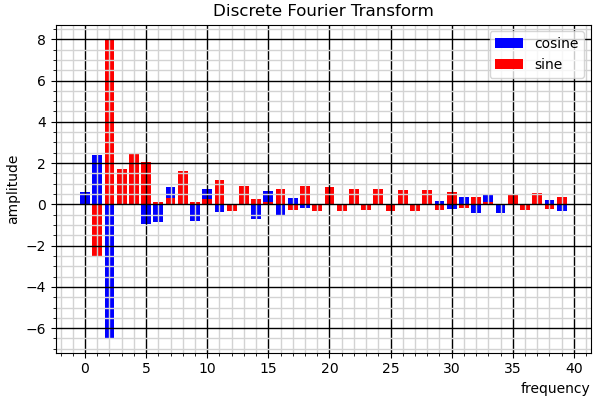 Discrete Fourier Transform
cosine
sine
amplitude
8
6
4
2
0
−2
−4
−6
0 5 10 15 20 25 30 35 40
frequency